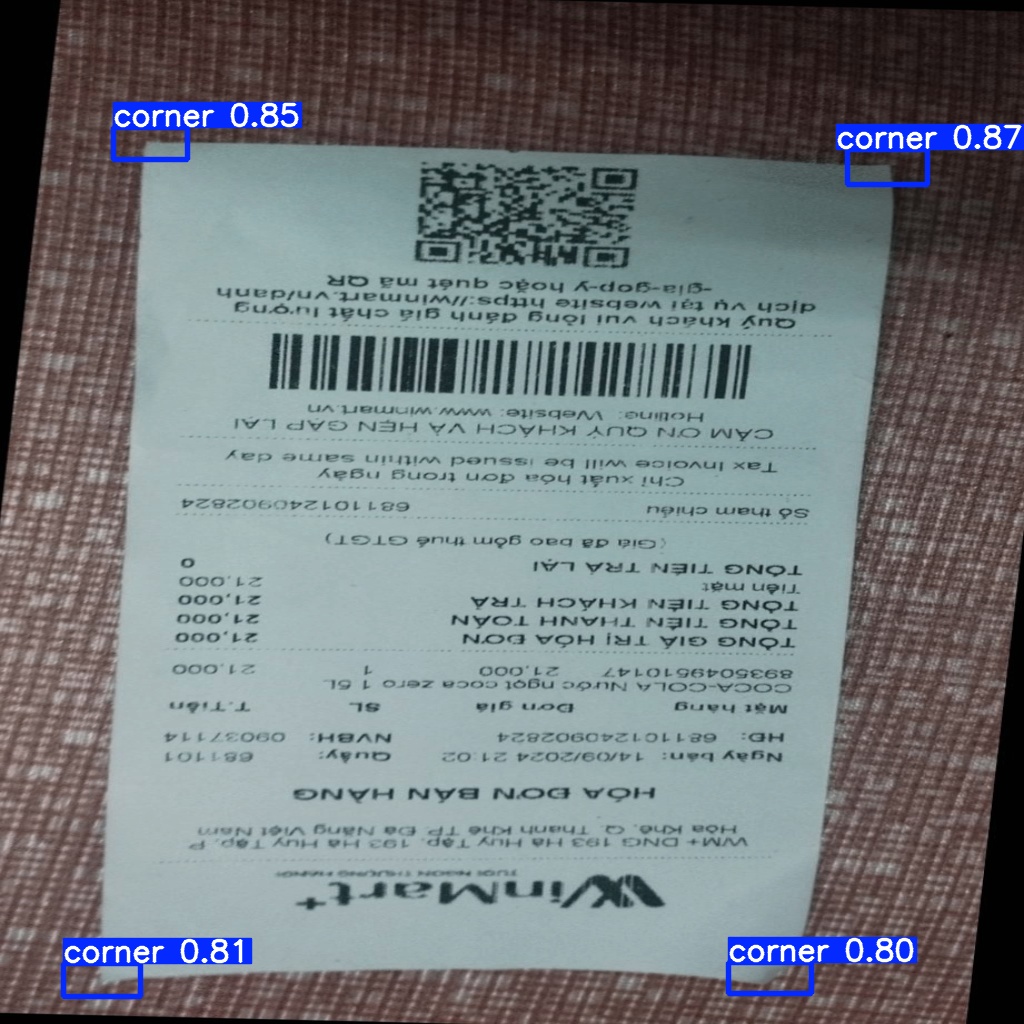 corner 0.85
corner 0.87
WinMart+
TƯƠI NGON THƯỢNG HẠNG
WM+ DNG 193 Hà Huy Tập, 193 Hà Huy Tập, P.
Hòa Khê, Q. Thanh Khê TP. Đà Nẵng Việt Nam
HÓA ĐƠN BÁN HÀNG
Ngày bán: 14/09/2024 21:02 Quầy: 681101
HĐ: 681101240902824 NVBH: 09037114
Mặt hàng Đơn giá SL T.Tiền
COCA-COLA Nước ngọt coca zero 1.5L
8935049510147 21,000 1 21,000
TỔNG GIÁ TRỊ HÓA ĐƠN 21,000
TỔNG TIỀN THANH TOÁN 21,000
TỔNG TIỀN KHÁCH TRẢ 21,000
Tiền mặt 21,000
TỔNG TIỀN TRẢ LẠI 0
(Giá đã bao gồm thuế GTGT)
Số tham chiếu 681101240902824
Chỉ xuất hóa đơn trong ngày
Tax Invoice will be issued within same day
CẢM ƠN QUÝ KHÁCH VÀ HẸN GẶP LẠI
Hotline: Website: www.winmart.vn
Quý khách vui lòng đánh giá chất lượng
dịch vụ tại website https://winmart.vn/danh
-gia-gop-y hoặc quét mã QR
corner 0.81
corner 0.80